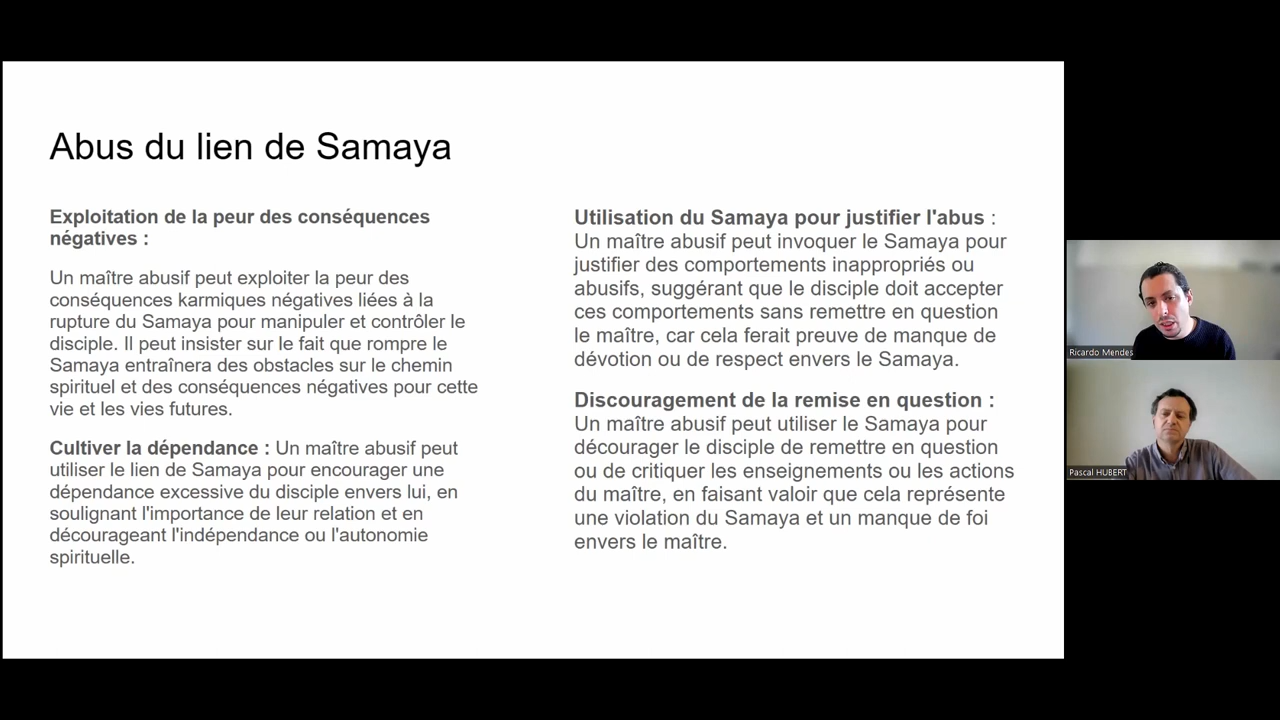 Abus du lien de Samaya
Exploitation de la peur des conséquences
négatives :
Un maître abusif peut exploiter la peur des
conséquences karmiques négatives liées à la
rupture du Samaya pour manipuler et contrôler le
disciple. Il peut insister sur le fait que rompre le
Samaya entraînera des obstacles sur le chemin
spirituel et des conséquences négatives pour cette
vie et les vies futures.
Cultiver la dépendance : Un maître abusif peut
utiliser le lien de Samaya pour encourager une
dépendance excessive du disciple envers lui, en
soulignant l'importance de leur relation et en
décourageant l'indépendance ou l'autonomie
spirituelle.
Utilisation du Samaya pour justifier l'abus :
Un maître abusif peut invoquer le Samaya pour
justifier des comportements inappropriés ou
abusifs, suggérant que le disciple doit accepter
ces comportements sans remettre en question
le maître, car cela ferait preuve de manque de
dévotion ou de respect envers le Samaya.
Discouragement de la remise en question :
Un maître abusif peut utiliser le Samaya pour
décourager le disciple de remettre en question
ou de critiquer les enseignements ou les actions
du maître, en faisant valoir que cela représente
une violation du Samaya et un manque de foi
envers le maître.
Ricardo Mendes
Pascal HUBERT